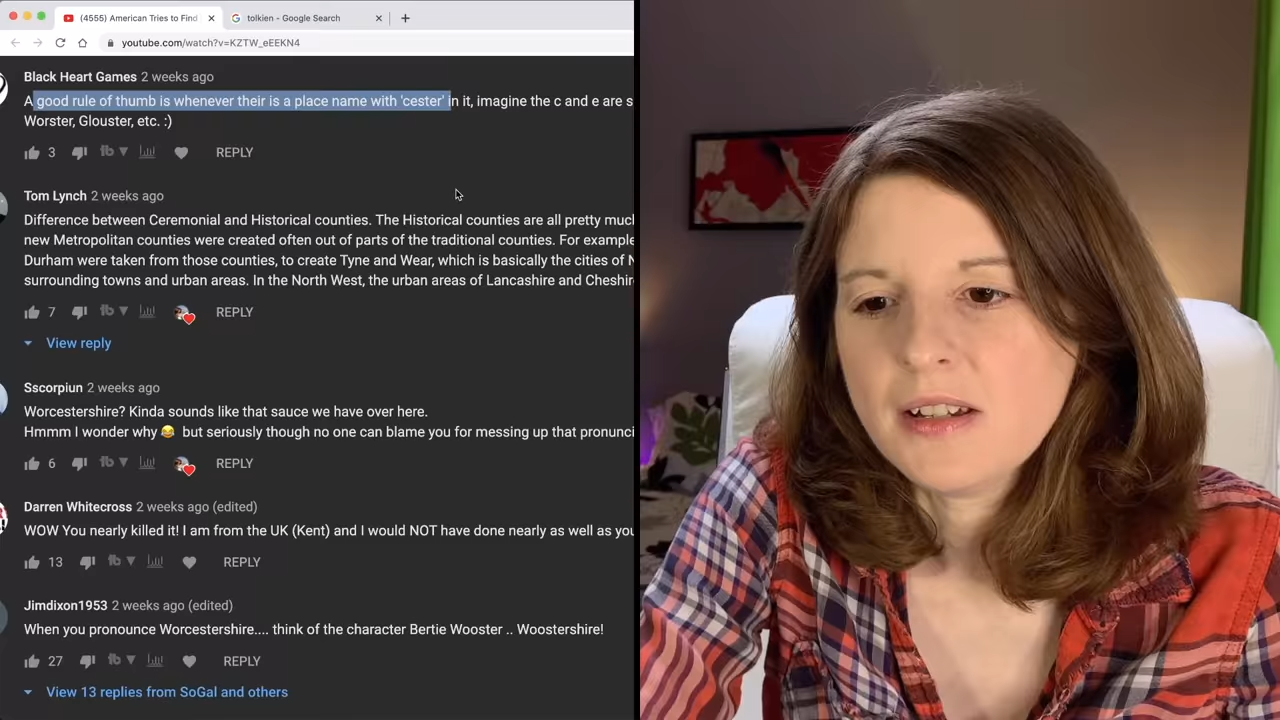 (4555) American Tries to Find
tolkien - Google Search
youtube.com/watch?v=KZTW_eEEKN4
Black Heart Games 2 weeks ago
A good rule of thumb is whenever their is a place name with 'cester' in it, imagine the c and e are s
Worster, Glouster, etc. :)
3
REPLY
Tom Lynch 2 weeks ago
Difference between Ceremonial and Historical counties. The Historical counties are all pretty muc
new Metropolitan counties were created often out of parts of the traditional counties. For example
Durham were taken from those counties, to create Tyne and Wear, which is basically the cities of N
surrounding towns and urban areas. In the North West, the urban areas of Lancashire and Cheshir
7
REPLY
View reply
Sscorpiun 2 weeks ago
Worcestershire? Kinda sounds like that sauce we have over here.
Hmmm I wonder why 😂 but seriously though no one can blame you for messing up that pronunci
6
REPLY
Darren Whitecross 2 weeks ago (edited)
WOW You nearly killed it! I am from the UK (Kent) and I would NOT have done nearly as well as you
13
REPLY
Jimdixon1953 2 weeks ago (edited)
When you pronounce Worcestershire.... think of the character Bertie Wooster .. Woostershire!
27
REPLY
View 13 replies from SoGal and others